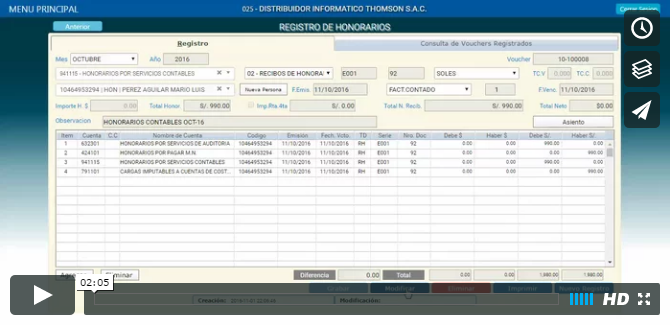 MENU PRINCIPAL 025 - DISTRIBUIDOR INFORMATICO THOMSON S.A.C. Cerrar Sesion
Anterior REGISTRO DE HONORARIOS
Registro Consulta de Vouchers Registrados
Mes OCTUBRE Año 2016 Voucher 10-100008
941115 - HONORARIOS POR SERVICIOS CONTABLES 02 - RECIBOS DE HONORA E001 92 SOLES TC.V 0.000 TC.C 0.000
10464953294 | HON | PEREZ AGUILAR MARIO LUIS Nueva Persona F.Emis. 11/10/2016 FACT.CONTADO 1 F.Venc. 11/10/2016
Importe H. $ 0.00 Total Honor. S/. 990.00 Imp.Rta.4ta S/. 0.00 Total N. Recib. S/. 990.00 Total Neto $0.00
Observacion HONORARIOS CONTABLES OCT-16 Asiento
Item Cuenta C.C Nombre de Cuenta Codigo Emisión Fech. Vcto. TD Serie Nro. Doc Debe $ Haber $ Debe S/. Haber S/.
1 632301 HONORARIOS POR SERVICIOS DE AUDITORIA 10464953294 11/10/2016 11/10/2016 RH E001 92 0.00 0.00 990.00 0.00
2 424101 HONORARIOS POR PAGAR M.N. 10464953294 11/10/2016 11/10/2016 RH E001 92 0.00 0.00 0.00 990.00
3 941115 HONORARIOS POR SERVICIOS CONTABLES 10464953294 11/10/2016 11/10/2016 RH E001 92 0.00 0.00 990.00 0.00
4 791101 CARGAS IMPUTABLES A CUENTAS DE COST... 10464953294 11/10/2016 11/10/2016 RH E001 92 0.00 0.00 0.00 990.00
Eliminar Diferencia 0.00 Total 0.00 0.00 1,980.00 1,980.00
02:05
Modificar Eliminar Imprimir Nuevo Registro
Creación: Modificación:
HD